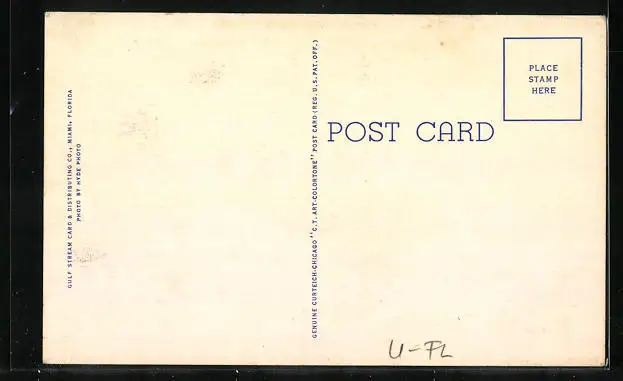 GULF STREAM CARD & DISTRIBUTING CO., MIAMI, FLORIDA
PHOTO BY HYDE PHOTO
GENUINE CURTEICH-CHICAGO "C.T. ART-COLORTONE" POST CARD (REG. U.S. PAT. OFF.)
POST CARD
PLACE
STAMP
HERE
U-FL